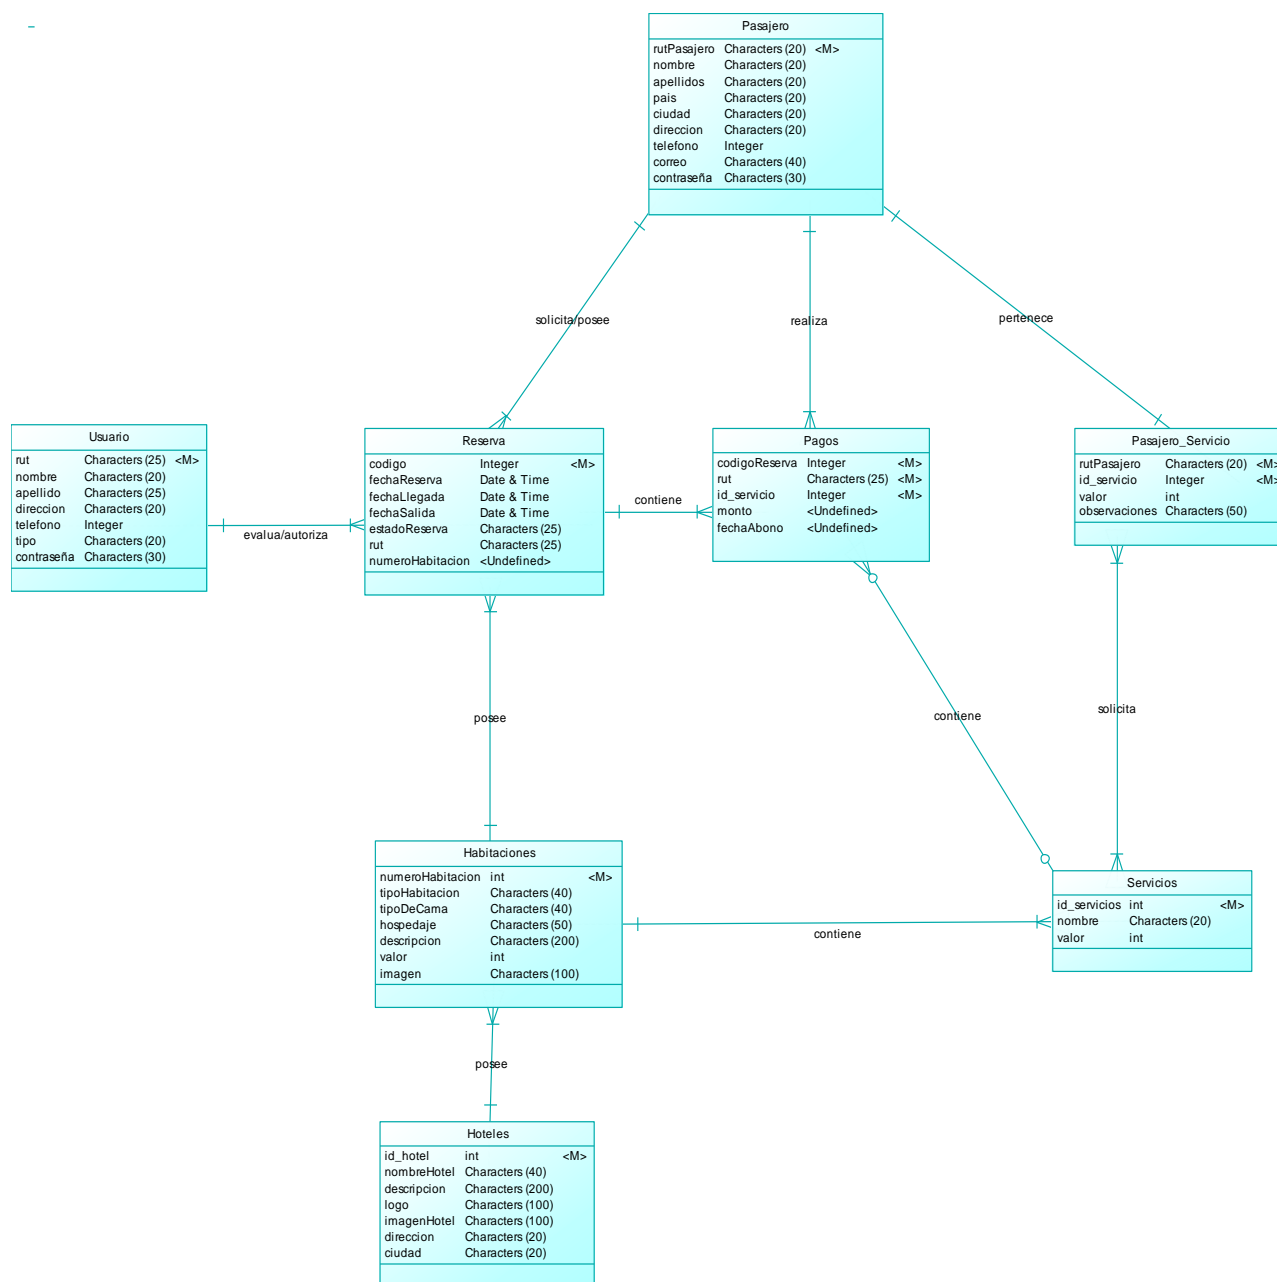 Pasajero
rutPasajero Characters (20) <M>
nombre Characters (20)
apellidos Characters (20)
pais Characters (20)
ciudad Characters (20)
direccion Characters (20)
telefono Integer
correo Characters (40)
contraseña Characters (30)
solicita/posee
realiza
pertenece
Usuario
rut Characters (25) <M>
nombre Characters (20)
apellido Characters (25)
direccion Characters (20)
telefono Integer
tipo Characters (20)
contraseña Characters (30)
evalua/autoriza
Reserva
codigo Integer <M>
fechaReserva Date & Time
fechaLlegada Date & Time
fechaSalida Date & Time
estadoReserva Characters (25)
rut Characters (25)
numeroHabitacion <Undefined>
contiene
Pagos
codigoReserva Integer <M>
rut Characters (25) <M>
id_servicio Integer <M>
monto <Undefined>
fechaAbono <Undefined>
Pasajero_Servicio
rutPasajero Characters (20) <M>
id_servicio Integer <M>
valor int
observaciones Characters (50)
posee
contiene
solicita
Habitaciones
numeroHabitacion int <M>
tipoHabitacion Characters (40)
tipoDeCama Characters (40)
hospedaje Characters (50)
descripcion Characters (200)
valor int
imagen Characters (100)
contiene
Servicios
id_servicios int <M>
nombre Characters (20)
valor int
posee
Hoteles
id_hotel int <M>
nombreHotel Characters (40)
descripcion Characters (200)
logo Characters (100)
imagenHotel Characters (100)
direccion Characters (20)
ciudad Characters (20)